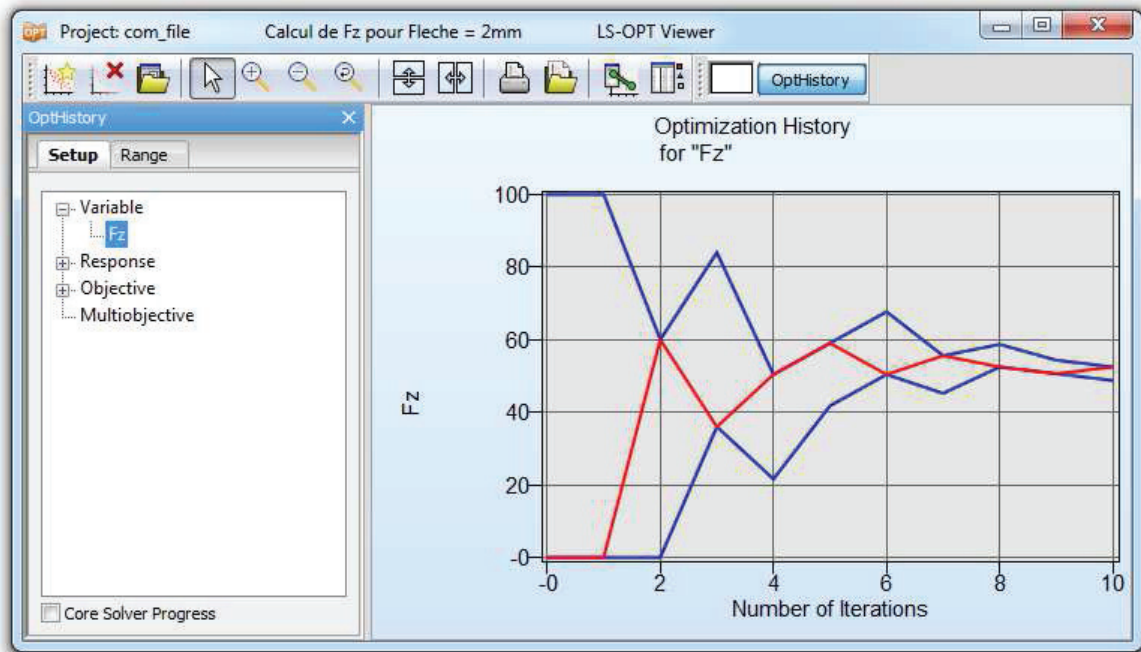 OPT Project: com_file Calcul de Fz pour Fleche = 2mm LS-OPT Viewer
OptHistory
OptHistory
Setup Range
Variable
Fz
Response
Objective
Multiobjective
Core Solver Progress
Optimization History
for "Fz"
100
80
60
40
20
-0
Fz
-0 2 4 6 8 10
Number of Iterations